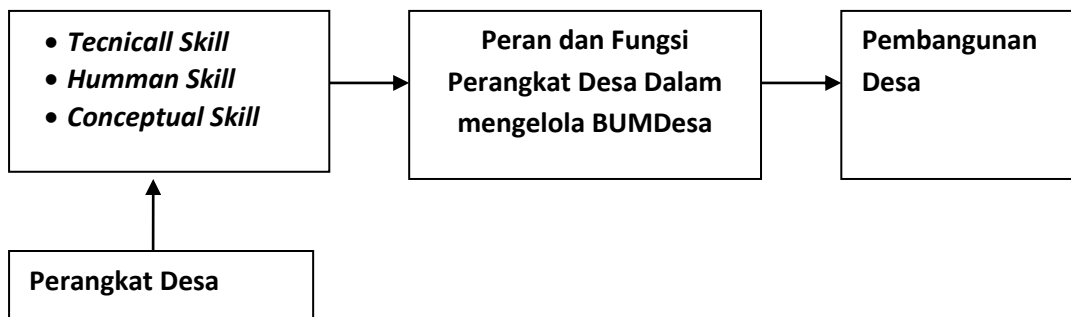 • Tecnicall Skill
• Humman Skill
• Conceptual Skill
Peran dan Fungsi
Perangkat Desa Dalam
mengelola BUMDesa
Pembangunan
Desa
Perangkat Desa